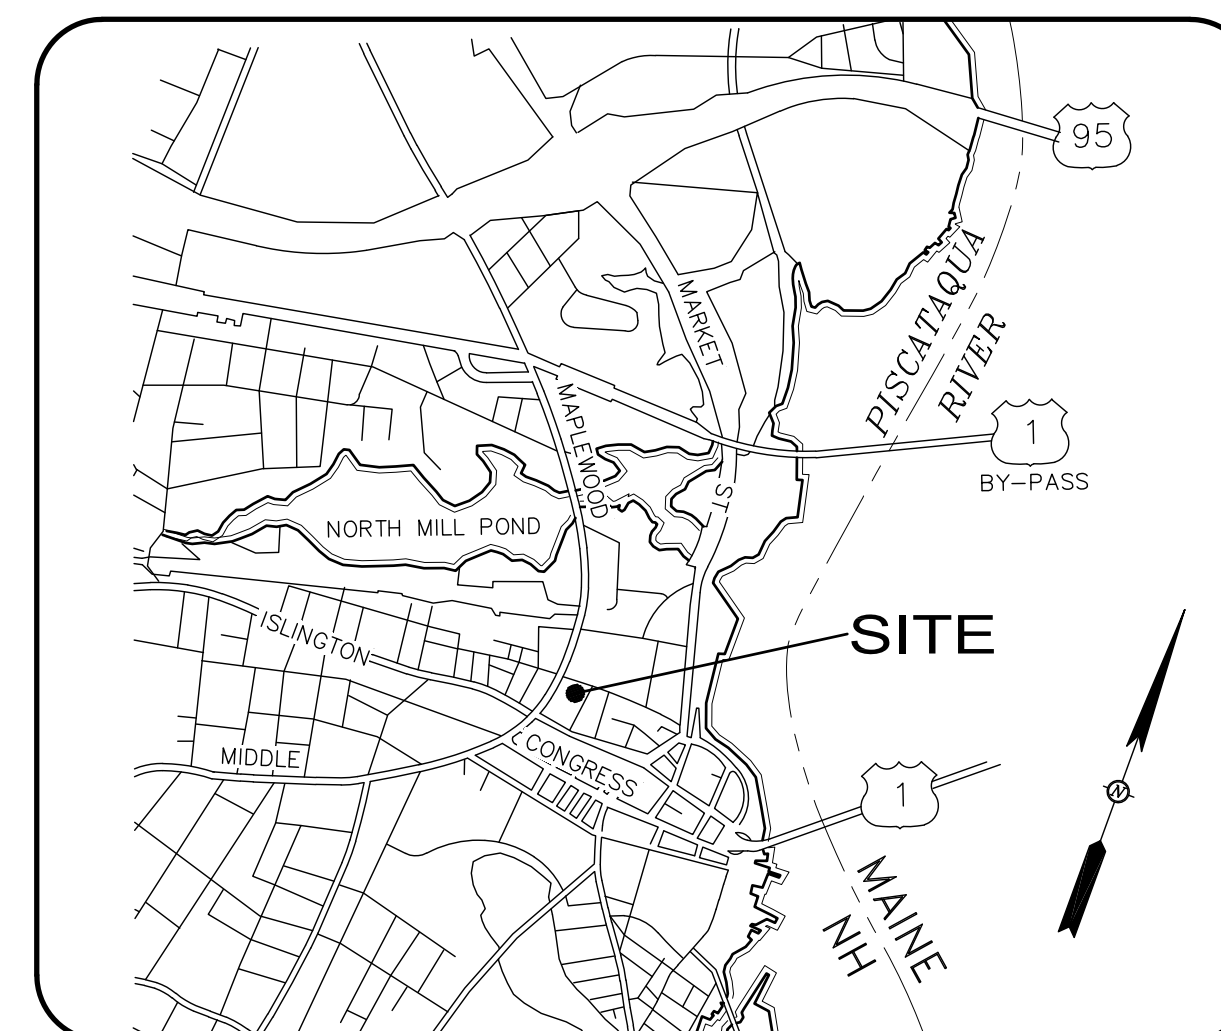 95
PISCATAQUA
RIVER
MARKET
ST
1
BY-PASS
MAPLEWOOD
NORTH MILL POND
ISLINGTON
SITE
MIDDLE
CONGRESS
1
N
MAINE
NH